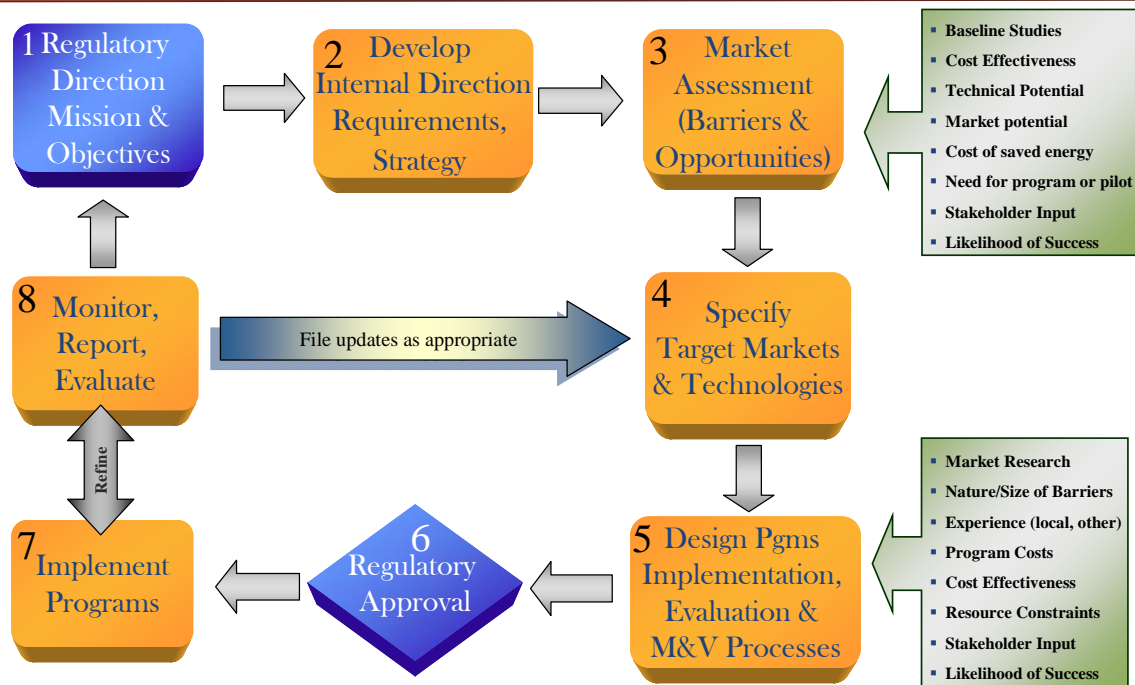 1 Regulatory
Direction
Mission &
Objectives
2 Develop
Internal Direction
Requirements,
Strategy
3 Market
Assessment
(Barriers &
Opportunities)
▪ Baseline Studies
▪ Cost Effectiveness
▪ Technical Potential
▪ Market potential
▪ Cost of saved energy
▪ Need for program or pilot
▪ Stakeholder Input
▪ Likelihood of Success
8 Monitor,
Report,
Evaluate
File updates as appropriate
4 Specify
Target Markets
& Technologies
Refine
7 Implement
Programs
6
Regulatory
Approval
5 Design Pgms
Implementation,
Evaluation &
M&V Processes
▪ Market Research
▪ Nature/Size of Barriers
▪ Experience (local, other)
▪ Program Costs
▪ Cost Effectiveness
▪ Resource Constraints
▪ Stakeholder Input
▪ Likelihood of Success